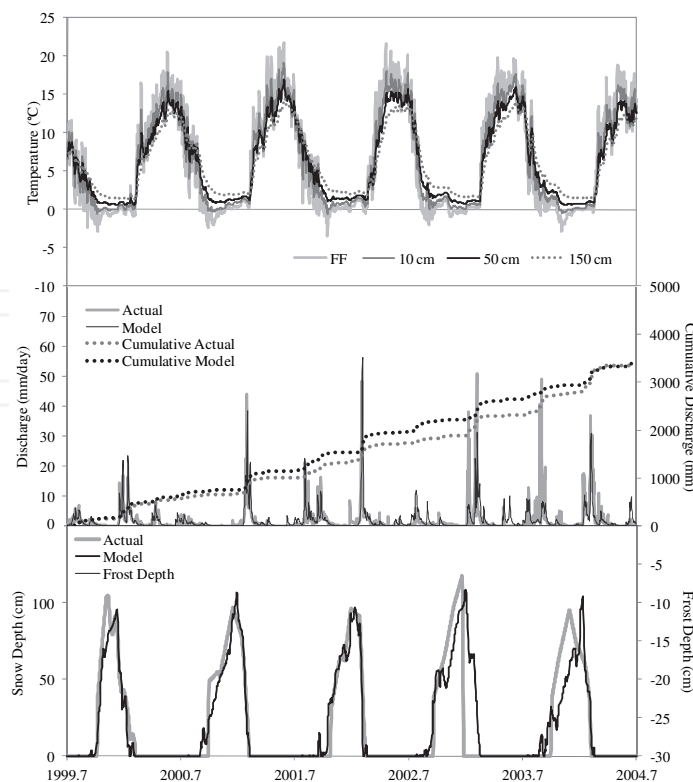 25
20
15
10
5
0
-5
-10
Temperature (°C)
FF
10 cm
50 cm
150 cm
70
60
50
40
30
20
10
0
Discharge (mm/day)
Actual
Model
Cumulative Actual
Cumulative Model
5000
4000
3000
2000
1000
0
Cumulative Discharge (mm)
Actual
Model
Frost Depth
100
50
0
Snow Depth (cm)
-5
-10
-15
-20
-25
-30
Frost Depth (cm)
1999.7
2000.7
2001.7
2002.7
2003.7
2004.7